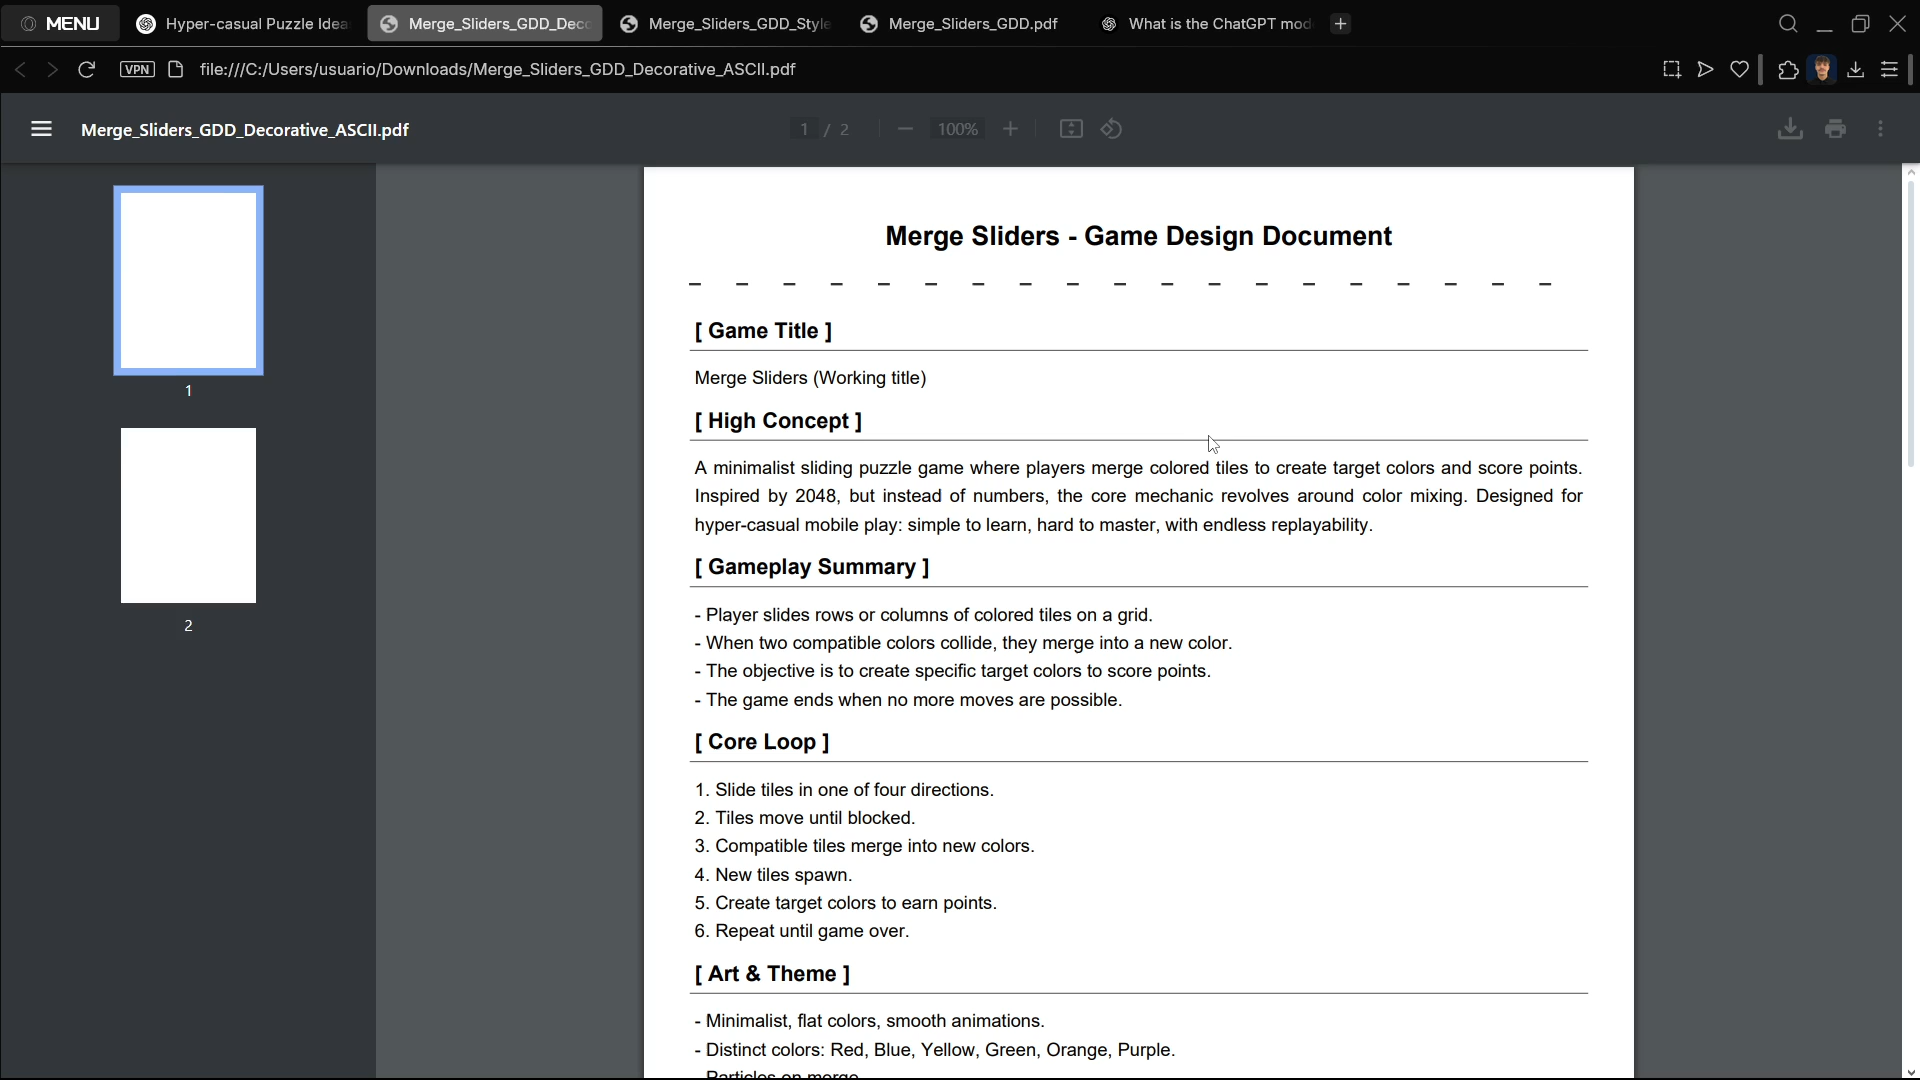 MENU
Hyper-casual Puzzle Idea
Merge_Sliders_GDD_Deco
Merge_Sliders_GDD_Style
Merge_Sliders_GDD.pdf
What is the ChatGPT mod
VPN
file:///C:/Users/usuario/Downloads/Merge_Sliders_GDD_Decorative_ASCII.pdf
Merge_Sliders_GDD_Decorative_ASCII.pdf
1 / 2
100%
1
2
Merge Sliders - Game Design Document
- - - - - - - - - - - - - - - - - - -
[ Game Title ]
Merge Sliders (Working title)
[ High Concept ]
A minimalist sliding puzzle game where players merge colored tiles to create target colors and score points.
Inspired by 2048, but instead of numbers, the core mechanic revolves around color mixing. Designed for
hyper-casual mobile play: simple to learn, hard to master, with endless replayability.
[ Gameplay Summary ]
- Player slides rows or columns of colored tiles on a grid.
- When two compatible colors collide, they merge into a new color.
- The objective is to create specific target colors to score points.
- The game ends when no more moves are possible.
[ Core Loop ]
1. Slide tiles in one of four directions.
2. Tiles move until blocked.
3. Compatible tiles merge into new colors.
4. New tiles spawn.
5. Create target colors to earn points.
6. Repeat until game over.
[ Art & Theme ]
- Minimalist, flat colors, smooth animations.
- Distinct colors: Red, Blue, Yellow, Green, Orange, Purple.
- Particles on merge.